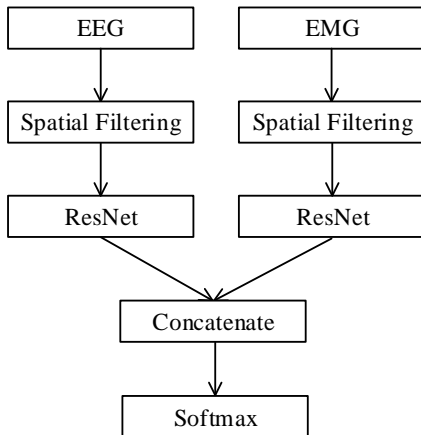 EEG
EMG
Spatial Filtering
Spatial Filtering
ResNet
ResNet
Concatenate
Softmax